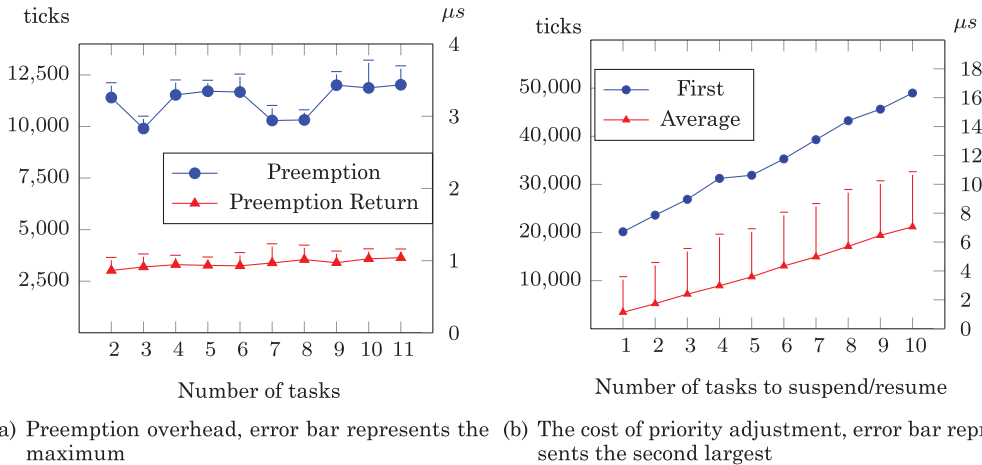 ticks
μs
12,500
10,000
7,500
5,000
2,500
4
3
2
1
0
Preemption
Preemption Return
2 3 4 5 6 7 8 9 10 11
Number of tasks
a) Preemption overhead, error bar represents the
maximum
ticks
μs
50,000
40,000
30,000
20,000
10,000
18
16
14
12
10
8
6
4
2
0
First
Average
1 2 3 4 5 6 7 8 9 10
Number of tasks to suspend/resume
(b) The cost of priority adjustment, error bar repre
sents the second largest